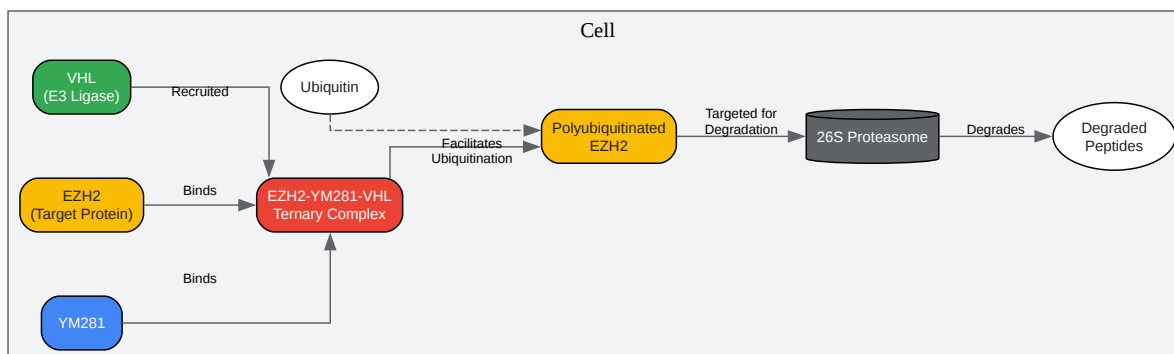 Cell
VHL
(E3 Ligase)
Recruited
Ubiquitin
EZH2
(Target Protein)
Binds
EZH2-YM281-VHL
Ternary Complex
Facilitates
Ubiquitination
Polyubiquitinated
EZH2
Targeted for
Degradation
26S Proteasome
Degrades
Degraded
Peptides
Binds
YM281